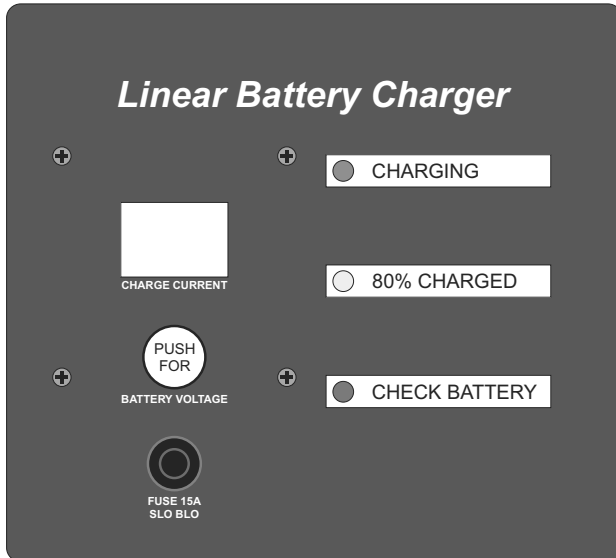 Linear Battery Charger
CHARGING
CHARGE CURRENT
80% CHARGED
PUSH
FOR
BATTERY VOLTAGE
CHECK BATTERY
FUSE 15A
SLO BLO